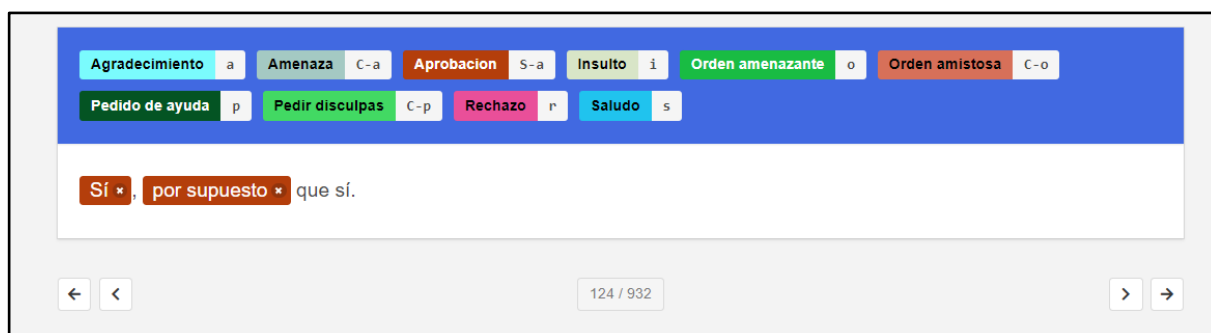 Agradecimiento a Amenaza C-a Aprobacion S-a Insulto i Orden amenazante o Orden amistosa C-o
Pedido de ayuda p Pedir disculpas C-p Rechazo r Saludo s
Sí ×, por supuesto × que sí.
124 / 932